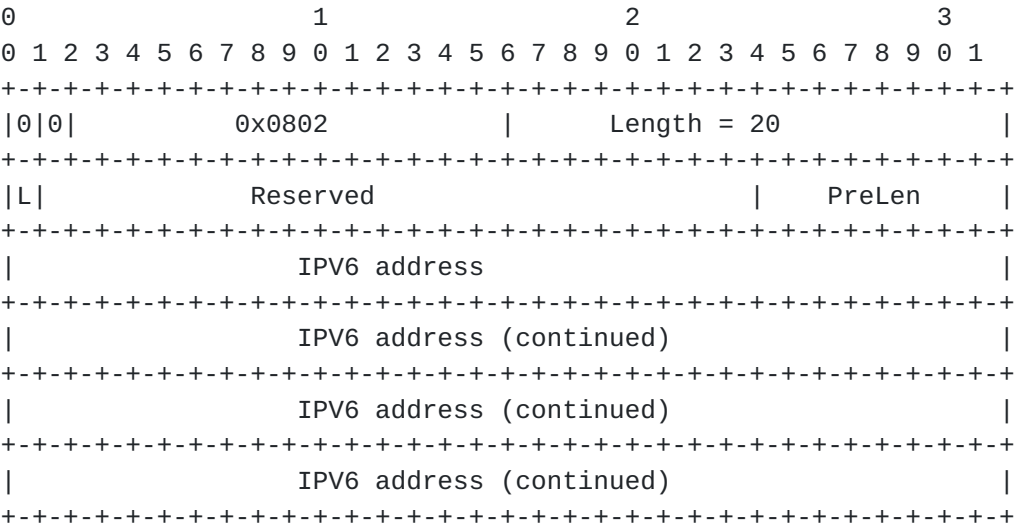 0                   1                   2                   3
0 1 2 3 4 5 6 7 8 9 0 1 2 3 4 5 6 7 8 9 0 1 2 3 4 5 6 7 8 9 0 1
+-+-+-+-+-+-+-+-+-+-+-+-+-+-+-+-+-+-+-+-+-+-+-+-+-+-+-+-+-+-+-+-+
|0|0|          0x0802           |      Length = 20              |
+-+-+-+-+-+-+-+-+-+-+-+-+-+-+-+-+-+-+-+-+-+-+-+-+-+-+-+-+-+-+-+-+
|L|             Reserved                        |    PreLen     |
+-+-+-+-+-+-+-+-+-+-+-+-+-+-+-+-+-+-+-+-+-+-+-+-+-+-+-+-+-+-+-+-+
|                  IPV6 address                                 |
+-+-+-+-+-+-+-+-+-+-+-+-+-+-+-+-+-+-+-+-+-+-+-+-+-+-+-+-+-+-+-+-+
|                  IPV6 address (continued)                     |
+-+-+-+-+-+-+-+-+-+-+-+-+-+-+-+-+-+-+-+-+-+-+-+-+-+-+-+-+-+-+-+-+
|                  IPV6 address (continued)                     |
+-+-+-+-+-+-+-+-+-+-+-+-+-+-+-+-+-+-+-+-+-+-+-+-+-+-+-+-+-+-+-+-+
|                  IPV6 address (continued)                     |
+-+-+-+-+-+-+-+-+-+-+-+-+-+-+-+-+-+-+-+-+-+-+-+-+-+-+-+-+-+-+-+-+